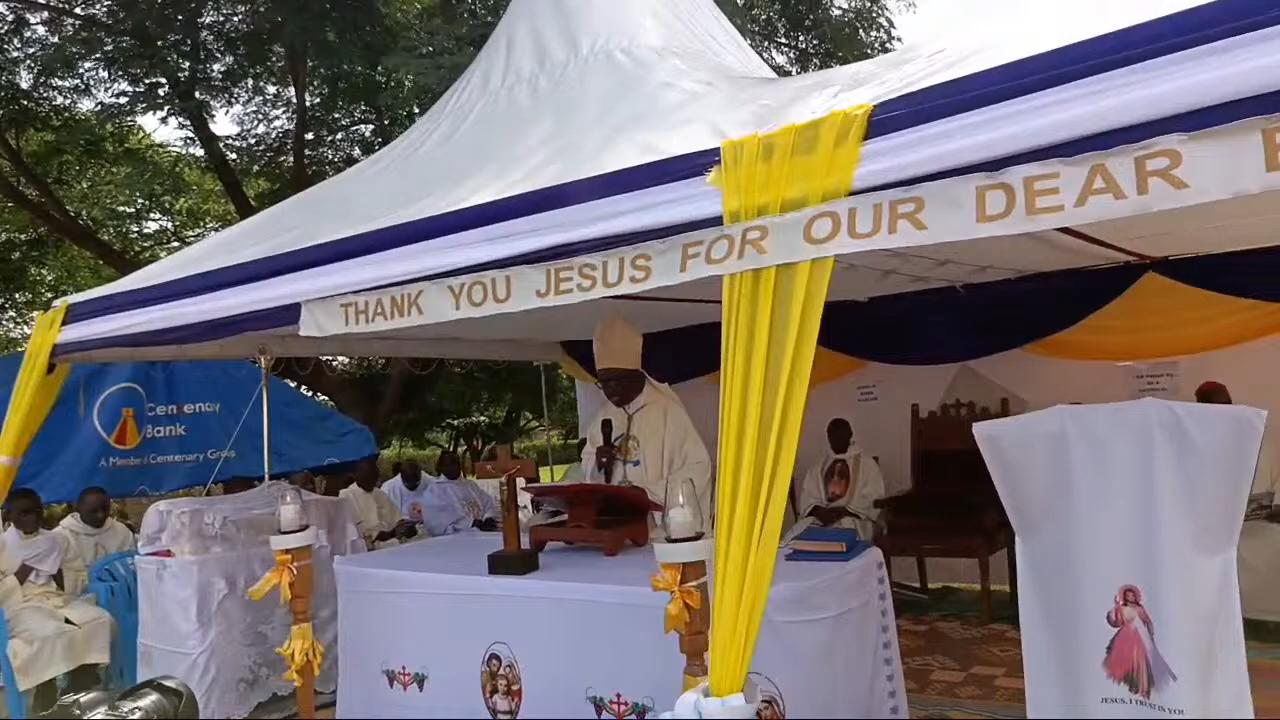 THANK YOU JESUS FOR OUR DEAR
Centenary
Bank
A Member of Centenary Group
JESUS, I TRUST IN YOU